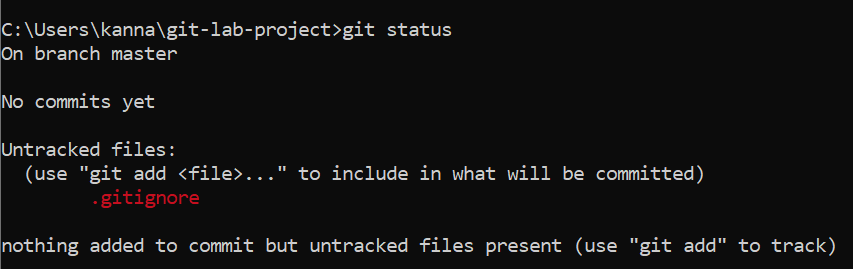 C:\Users\kanna\git-lab-project>git status
On branch master
No commits yet
Untracked files:
(use "git add <file>..." to include in what will be committed)
.gitignore
nothing added to commit but untracked files present (use "git add" to track)